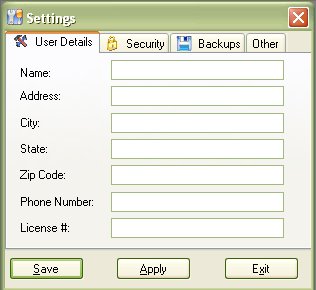 Settings
User Details Security Backups Other
Name:
Address:
City:
State:
Zip Code:
Phone Number:
License #:
Save Apply Exit